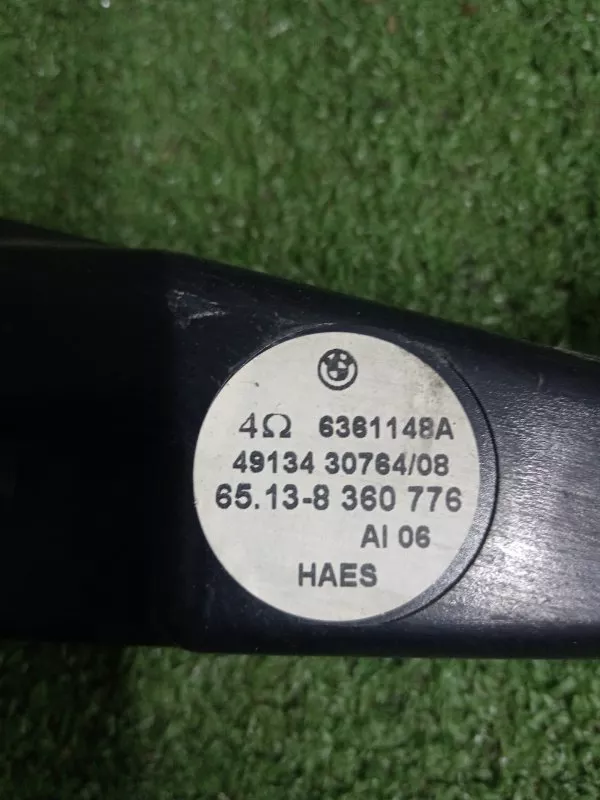 4Ω 6361148A
49134 30764/08
65.13-8 360 776
AI 06
HAES